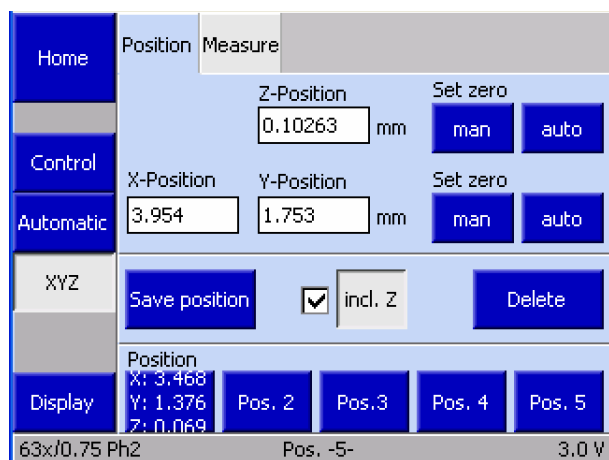 Home
Control
Automatic
XYZ
Display
Position Measure
Z-Position Set zero
0.10263 mm man auto
X-Position Y-Position Set zero
3.954 1.753 mm man auto
Save position incl. Z Delete
Position
X: 3.468
Y: 1.376
Z: 0.069
Pos. 2 Pos.3 Pos. 4 Pos. 5
63x/0.75 Ph2 Pos. -5- 3.0 V